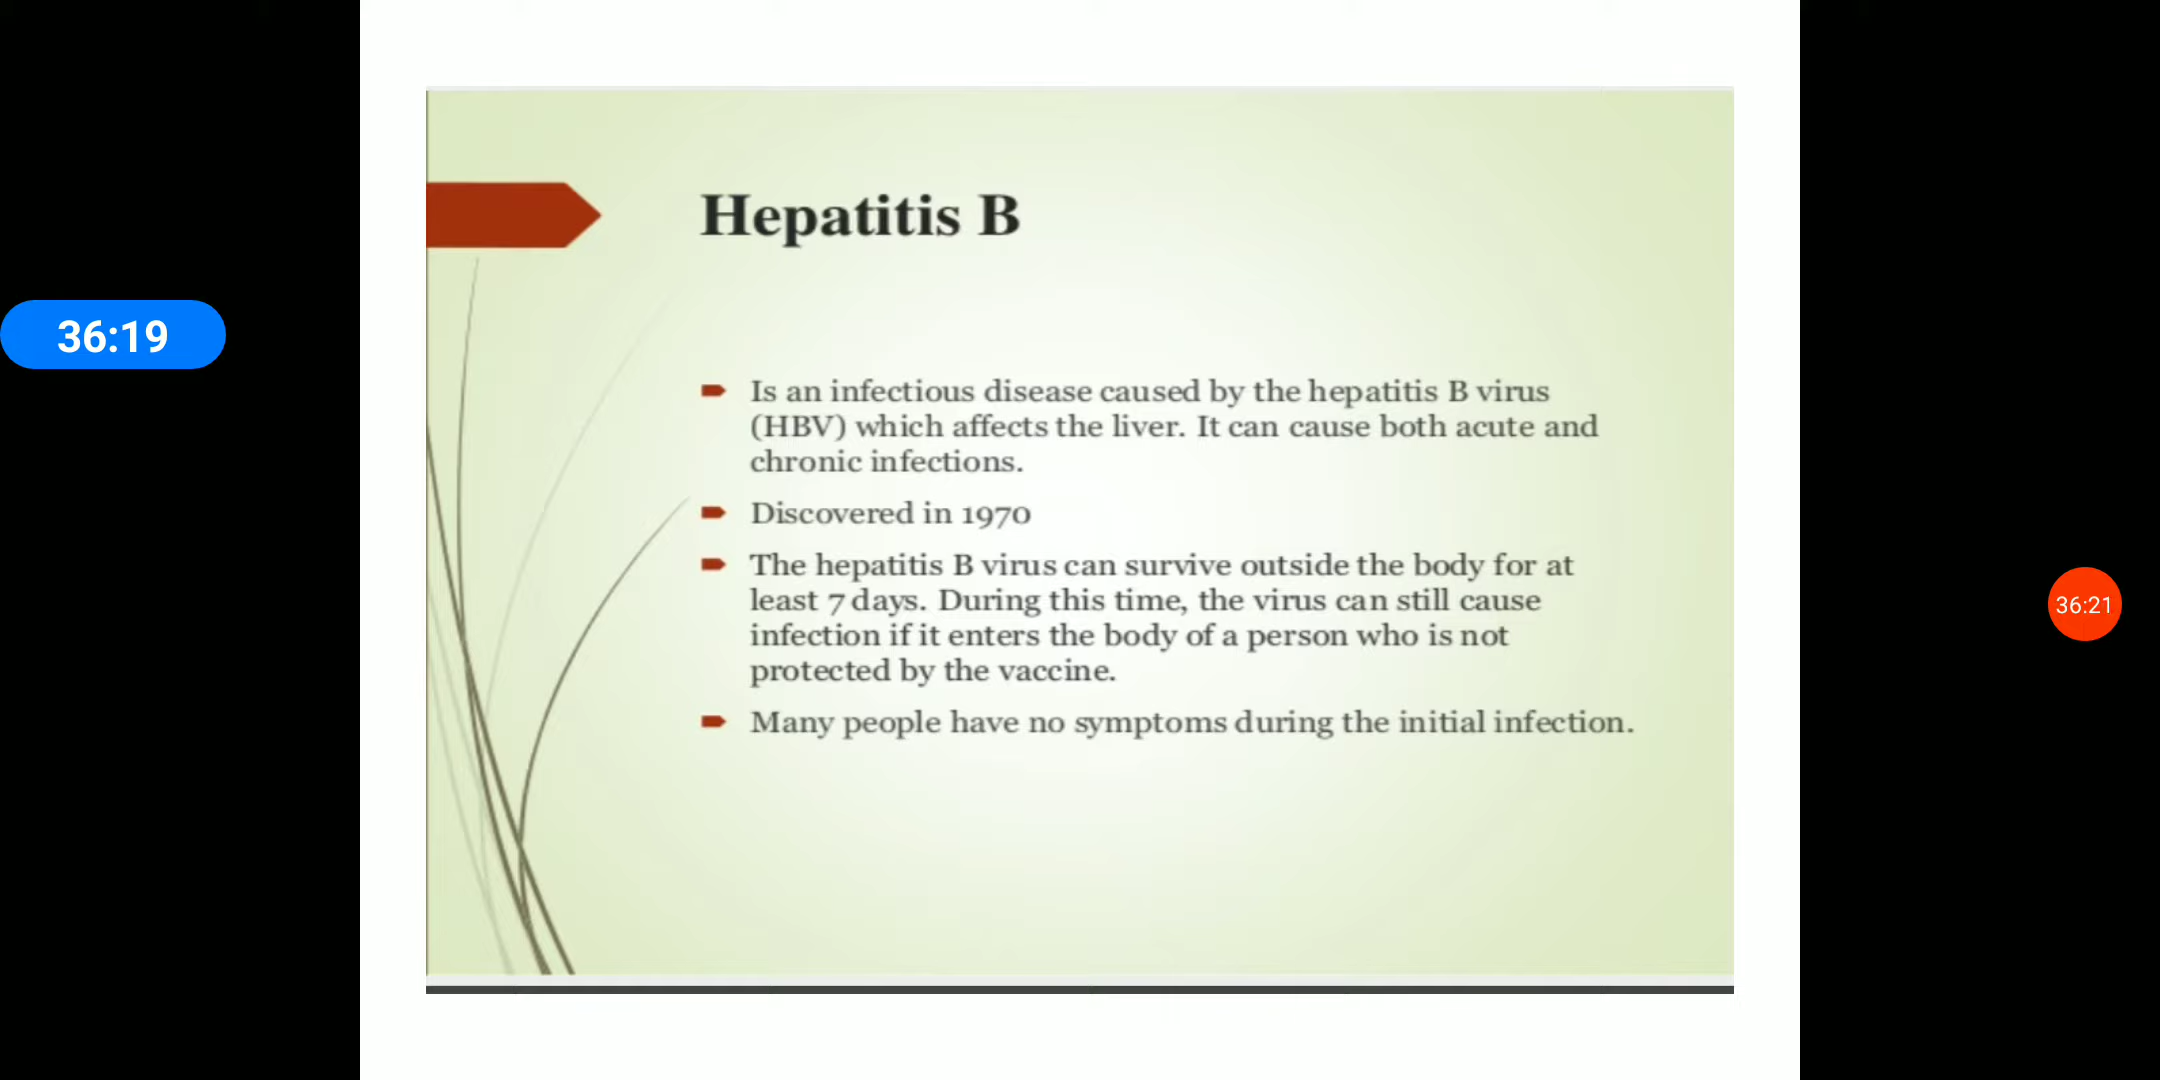 Hepatitis B
36:19
Is an infectious disease caused by the hepatitis B virus
(HBV) which affects the liver. It can cause both acute and
chronic infections.
Discovered in 1970
The hepatitis B virus can survive outside the body for at
least 7 days. During this time, the virus can still cause
infection if it enters the body of a person who is not
protected by the vaccine.
36:21
Many people have no symptoms during the initial infection.